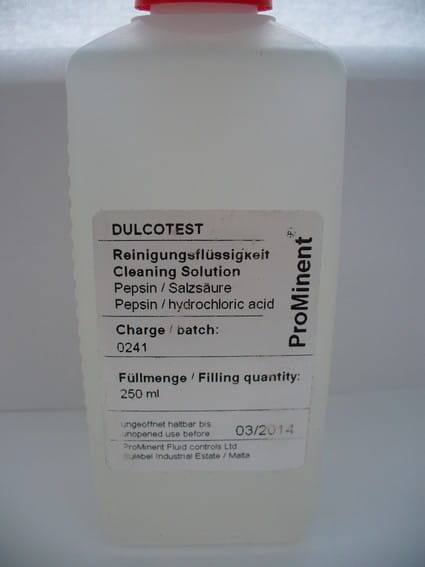 DULCOTEST
Reinigungsflüssigkeit
Cleaning Solution
Pepsin / Salzsäure
Pepsin / hydrochloric acid
Charge / batch:
0241
Füllmenge / Filling quantity:
250 ml
ungeöffnet haltbar bis
unopened use before 03/2014
ProMinent Fluid controls Ltd
Bulebel Industrial Estate / Malta
ProMinent®